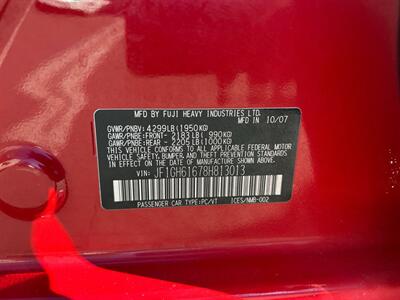 MFD BY FUJI HEAVY INDUSTRIES LTD.
GVWR/PNBV: 4299LB(1950KG) 10/07
GAWR/PNBE:FRONT- 2183LB( 990KG)
GAWR/PNBE:REAR - 2205LB(1000KG)
THIS VEHICLE CONFORMS TO ALL APPLICABLE FEDERAL MOTOR
VEHICLE SAFETY, BUMPER, AND THEFT PREVENTION STANDARDS
IN EFFECT ON THE DATE OF MANUFACTURE SHOWN ABOVE.
VIN: JF1GH61678H813013
PASSENGER CAR TYPE:PC/VT ICES/NMB-002